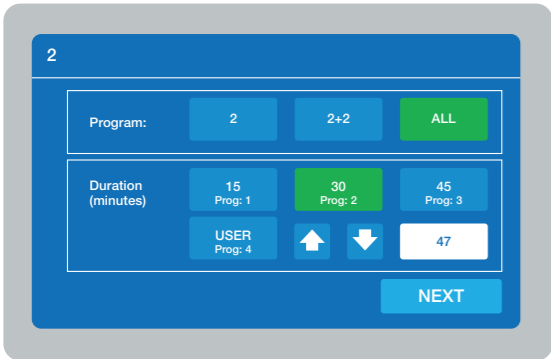 2
Program:
2
2+2
ALL
Duration
(minutes)
15
Prog: 1
30
Prog: 2
45
Prog: 3
USER
Prog: 4
47
NEXT